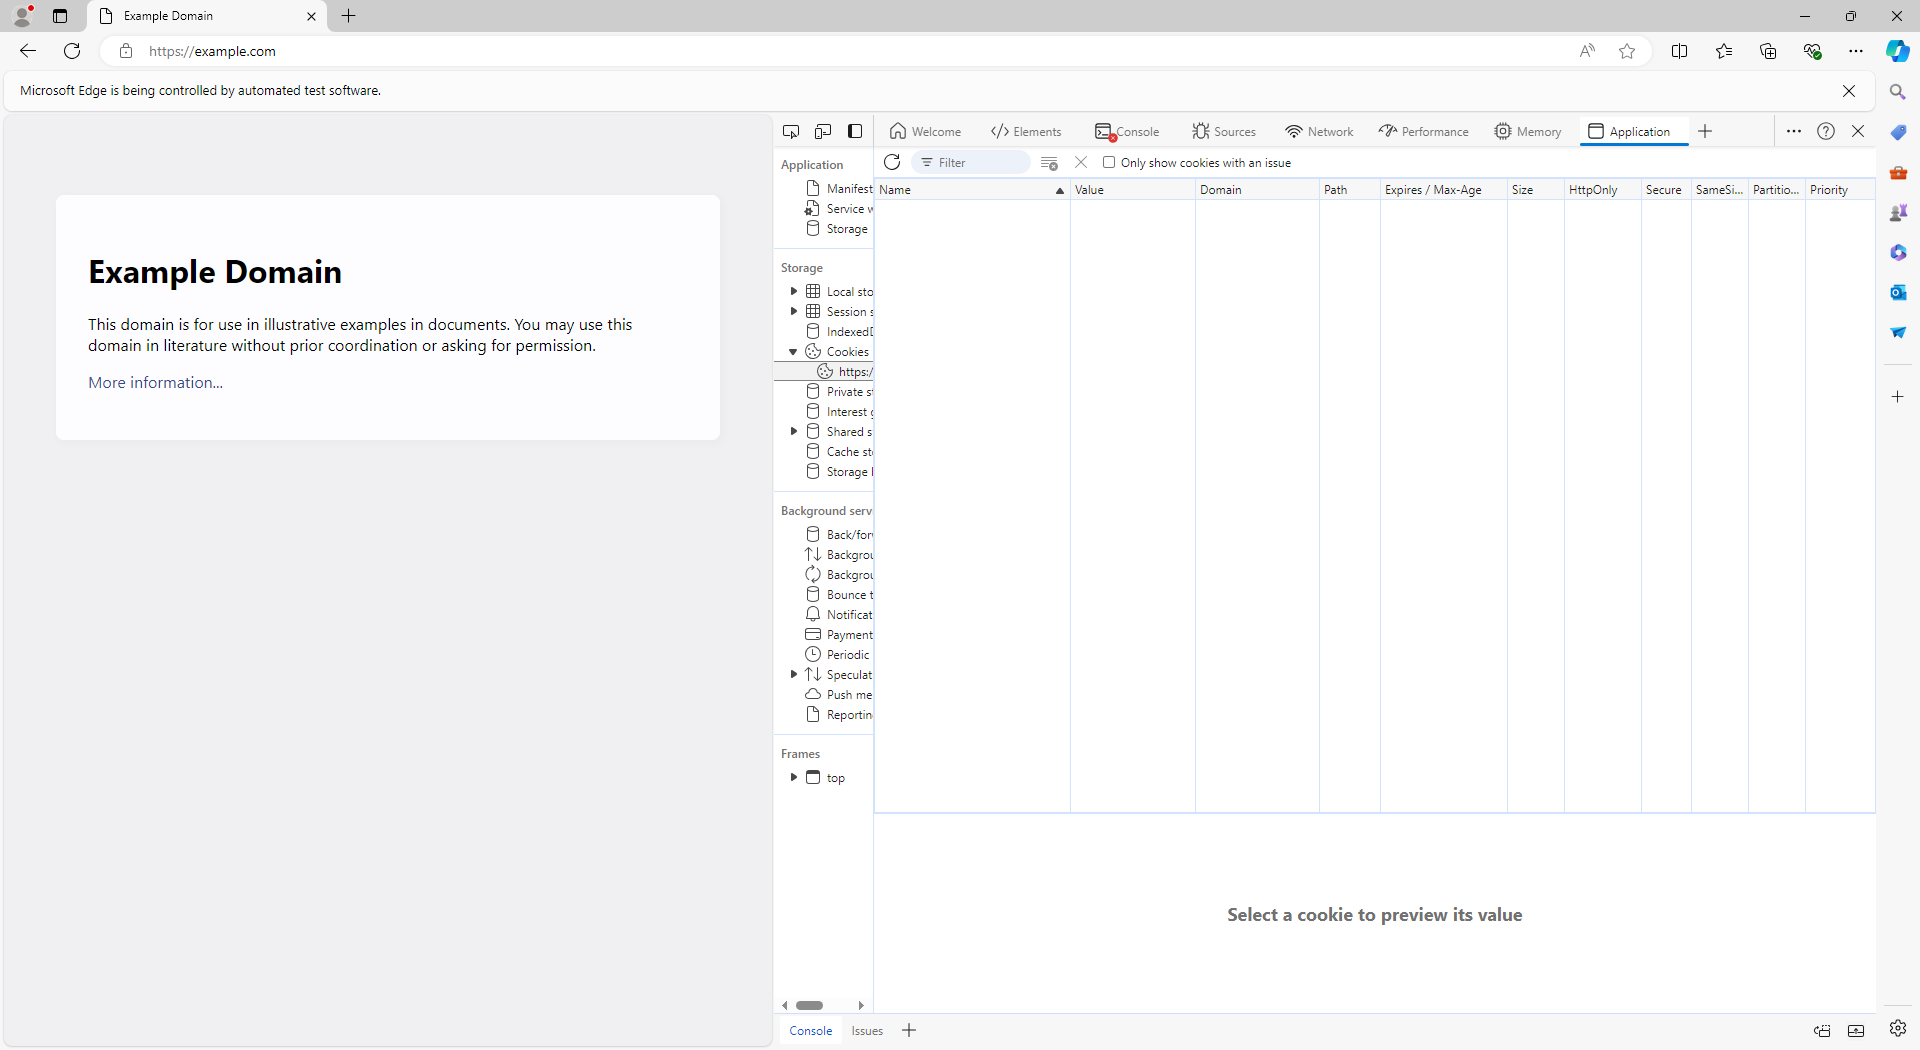 Example Domain
https://example.com
Microsoft Edge is being controlled by automated test software.
Example Domain
This domain is for use in illustrative examples in documents. You may use this
domain in literature without prior coordination or asking for permission.
More information...
Welcome Elements Console Sources Network Performance Memory Application
Filter Only show cookies with an issue
Name Value Domain Path Expires / Max-Age Size HttpOnly Secure SameSi... Partitio... Priority
Application
Manifest
Service w
Storage
Storage
Local sto
Session s
IndexedD
Cookies
https:/
Private st
Interest g
Shared s
Cache sto
Storage
Background serv
Back/forw
Backgrou
Backgrou
Bounce t
Notificat
Payment
Periodic
Speculat
Push me
Reportin
Frames
top
Select a cookie to preview its value
Console Issues